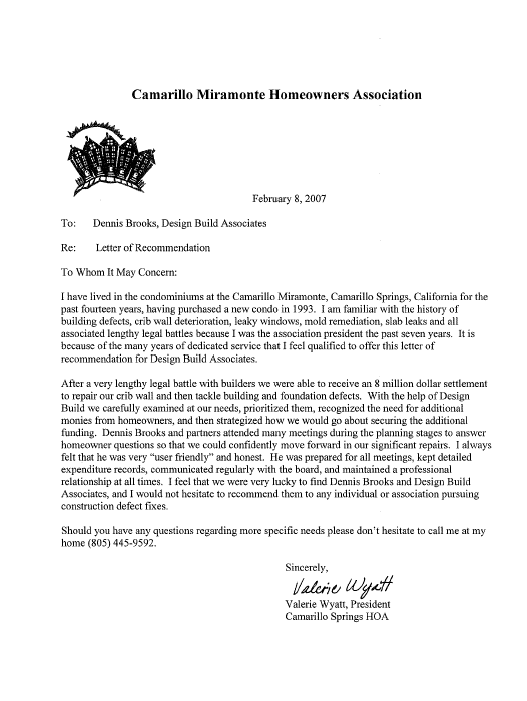 Camarillo Miramonte Homeowners Association
February 8, 2007
To: Dennis Brooks, Design Build Associates
Re: Letter of Recommendation
To Whom It May Concern:
I have lived in the condominiums at the Camarillo Miramonte, Camarillo Springs, California for the
past fourteen years, having purchased a new condo in 1993. I am familiar with the history of
building defects, crib wall deterioration, leaky windows, mold remediation, slab leaks and all
associated lengthy legal battles because I was the association president the past seven years. It is
because of the many years of dedicated service that I feel qualified to offer this letter of
recommendation for Design Build Associates.
After a very lengthy legal battle with builders we were able to receive an 8 million dollar settlement
to repair our crib wall and then tackle building and foundation defects. With the help of Design
Build we carefully examined at our needs, prioritized them, recognized the need for additional
monies from homeowners, and then strategized how we would go about securing the additional
funding. Dennis Brooks and partners attended many meetings during the planning stages to answer
homeowner questions so that we could confidently move forward in our significant repairs. I always
felt that he was very “user friendly” and honest. He was prepared for all meetings, kept detailed
expenditure records, communicated regularly with the board, and maintained a professional
relationship at all times. I feel that we were very lucky to find Dennis Brooks and Design Build
Associates, and I would not hesitate to recommend them to any individual or association pursuing
construction defect fixes.
Should you have any questions regarding more specific needs please don’t hesitate to call me at my
home (805) 445-9592.
Sincerely,
Valerie Wyatt
Valerie Wyatt, President
Camarillo Springs HOA